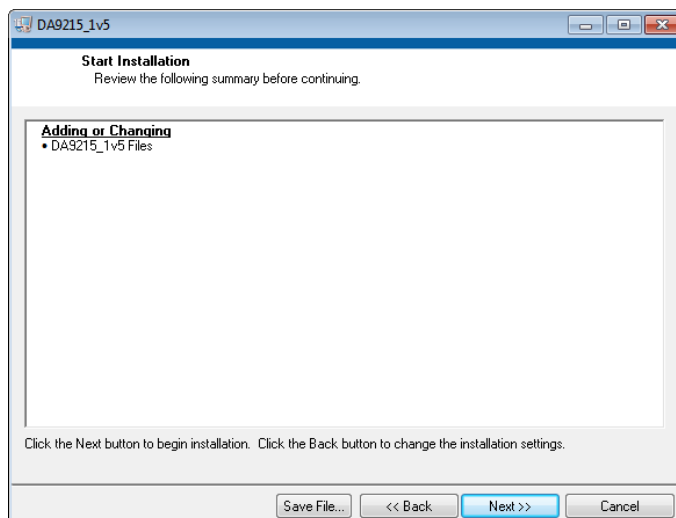 DA9215_1v5
Start Installation
Review the following summary before continuing.
Adding or Changing
• DA9215_1v5 Files
Click the Next button to begin installation.  Click the Back button to change the installation settings.
Save File... << Back Next >> Cancel